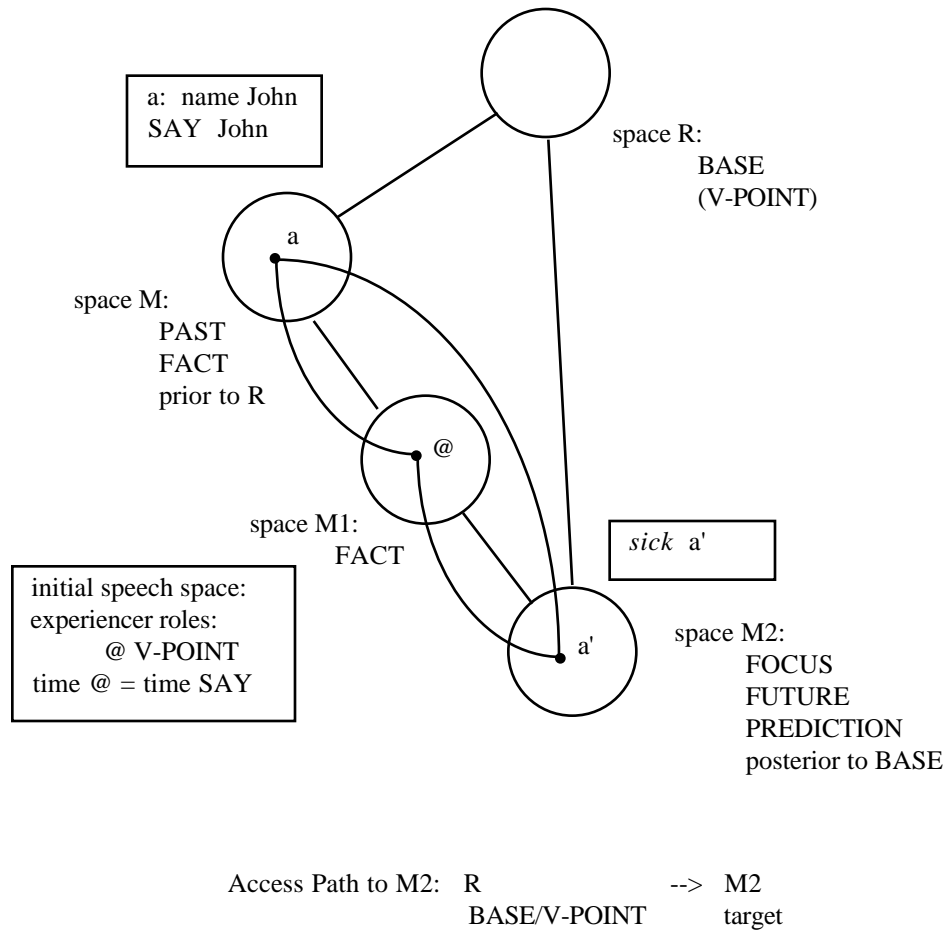 a: name John
SAY John
space R:
BASE
(V-POINT)
a
space M:
PAST
FACT
prior to R
@
space M1:
FACT
sick a'
initial speech space:
experiencer roles:
@ V-POINT
time @ = time SAY
a'
space M2:
FOCUS
FUTURE
PREDICTION
posterior to BASE
Access Path to M2: R --> M2
BASE/V-POINT target